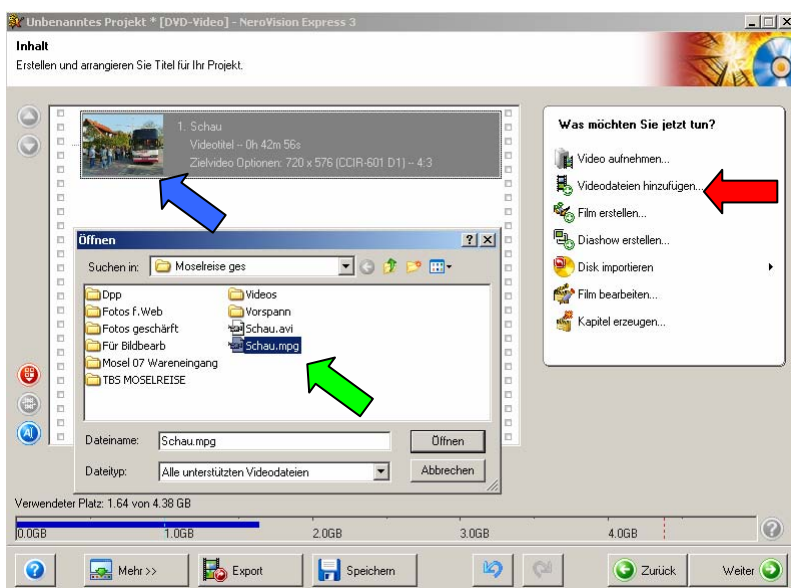 Unbenanntes Projekt * [DVD-Video] - NeroVision Express 3
Inhalt
Erstellen und arrangieren Sie Titel für Ihr Projekt.
1. Schau
Videotitel -- 0h 42m 56s
Zielvideo Optionen: 720 x 576 (CCIR-601 D1) -- 4:3
Was möchten Sie jetzt tun?
Video aufnehmen...
Videodateien hinzufügen...
Film erstellen...
Diashow erstellen...
Disk importieren
Film bearbeiten...
Kapitel erzeugen...
Öffnen
Suchen in: Moselreise ges
Dpp
Fotos f.Web
Fotos geschärft
Für Bildbearb
Mosel 07 Wareneingang
TBS MOSELREISE
Videos
Vorspann
Schau.avi
Schau.mpg
Dateiname: Schau.mpg Öffnen
Dateityp: Alle unterstützten Videodateien Abbrechen
Verwendeter Platz: 1.64 von 4.38 GB
0.0GB 1.0GB 2.0GB 3.0GB 4.0GB
Mehr >> Export Speichern Zurück Weiter